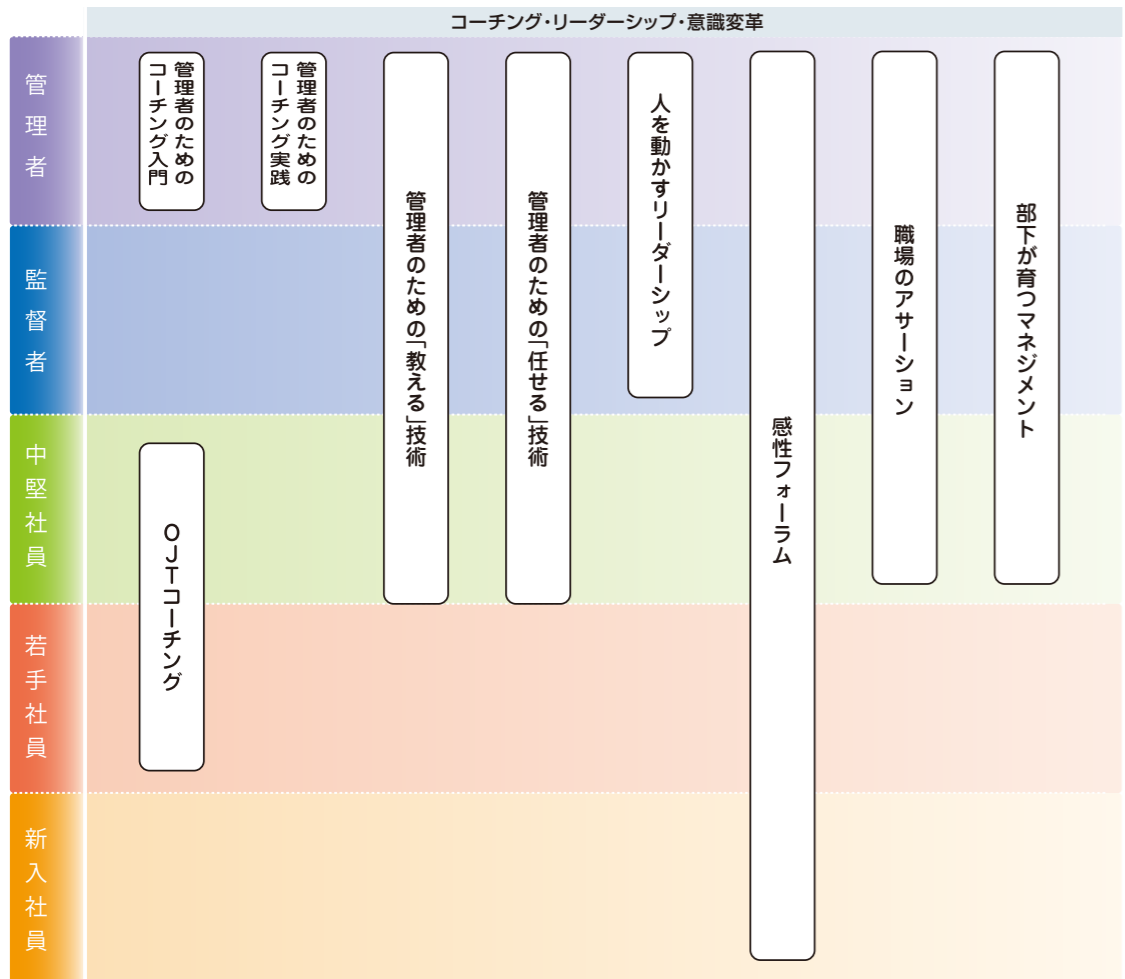 コーチング・リーダーシップ・意識変革
管理者
監督者
中堅社員
若手社員
新入社員
管理者のための
コーチング入門
管理者のための
コーチング実践
管理者のための「教える」技術
管理者のための「任せる」技術
人を動かすリーダーシップ
感性フォーラム
職場のアサーション
部下が育つマネジメント
OJTコーチング